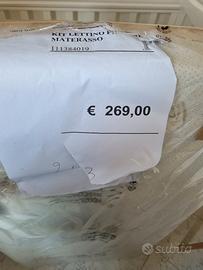 KIT LETTINO
MATERASSO
111384019
€ 269,00
subito